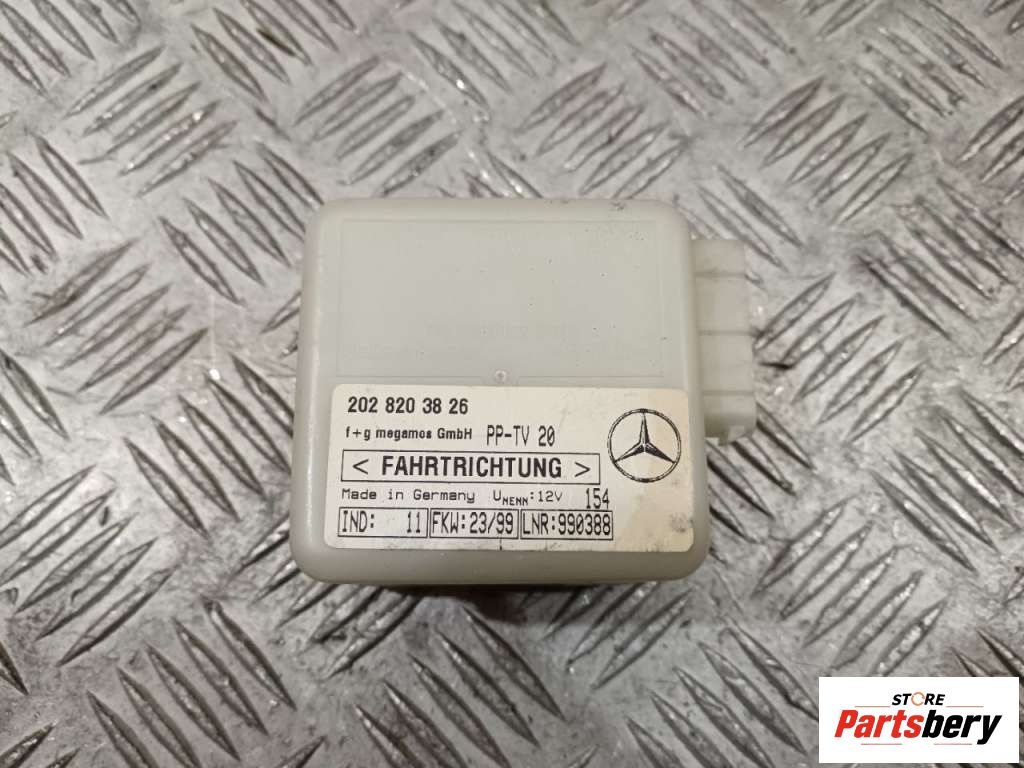 202 820 38 26
f+g megamos GmbH PP-TV 20
< FAHRTRICHTUNG >
Made in Germany UNENN:12V 154
IND: 11 FKW:23/99 LNR:990388
STORE
Partsbery